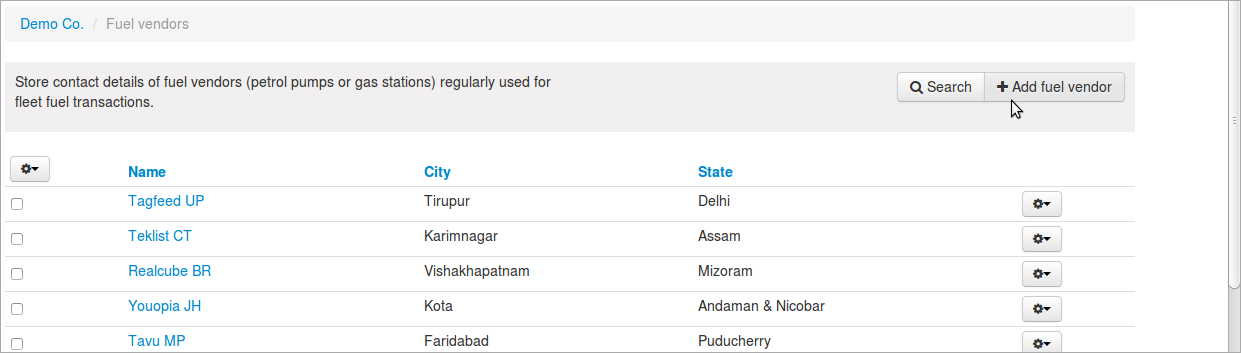 Demo Co. / Fuel vendors
Store contact details of fuel vendors (petrol pumps or gas stations) regularly used for
fleet fuel transactions.
Search
Add fuel vendor
Name City State
Tagfeed UP Tirupur Delhi
Teklist CT Karimnagar Assam
Realcube BR Vishakhapatnam Mizoram
Youopia JH Kota Andaman & Nicobar
Tavu MP Faridabad Puducherry